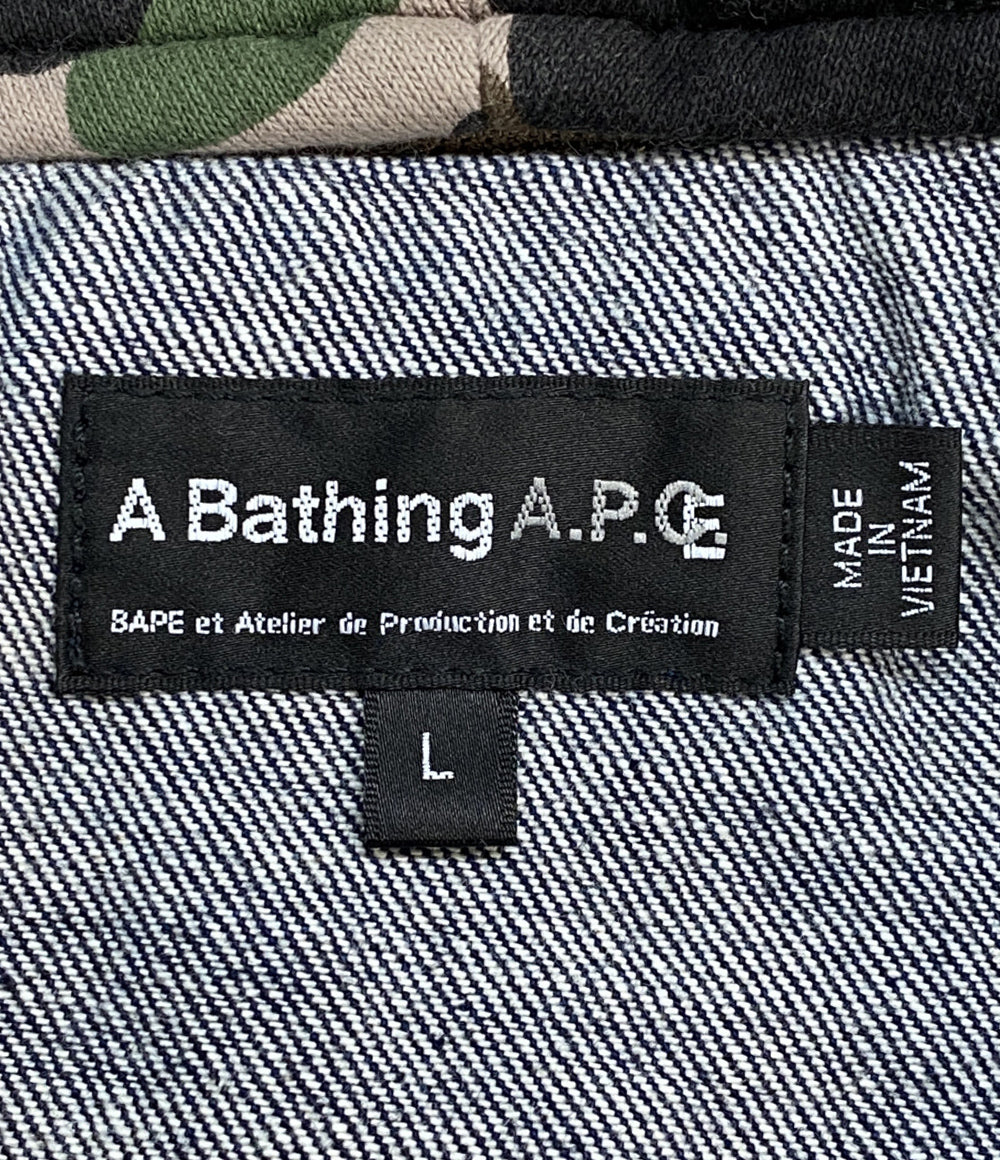 A Bathing A.P.C.E
BAPE et Atelier de Production et de Création
L
MADE
IN
VIETNAM